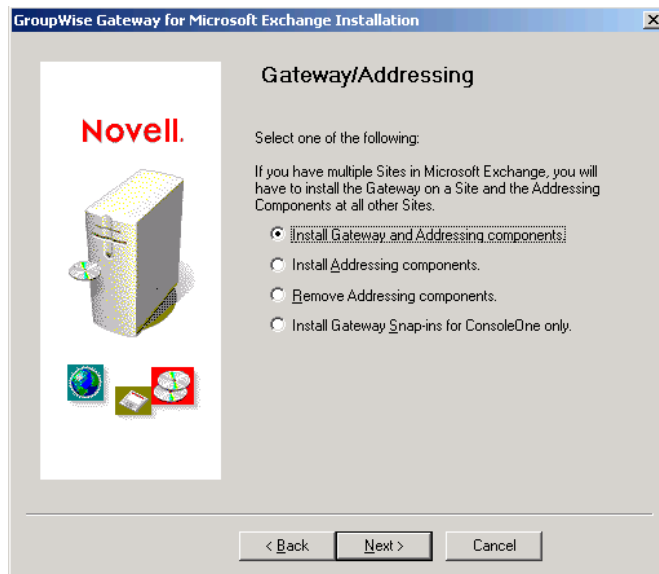 GroupWise Gateway for Microsoft Exchange Installation
Gateway/Addressing
Novell.
Select one of the following:
If you have multiple Sites in Microsoft Exchange, you will
have to install the Gateway on a Site and the Addressing
Components at all other Sites.
Install Gateway and Addressing components.
Install Addressing components.
Remove Addressing components.
Install Gateway Snap-ins for ConsoleOne only.
< Back
Next >
Cancel